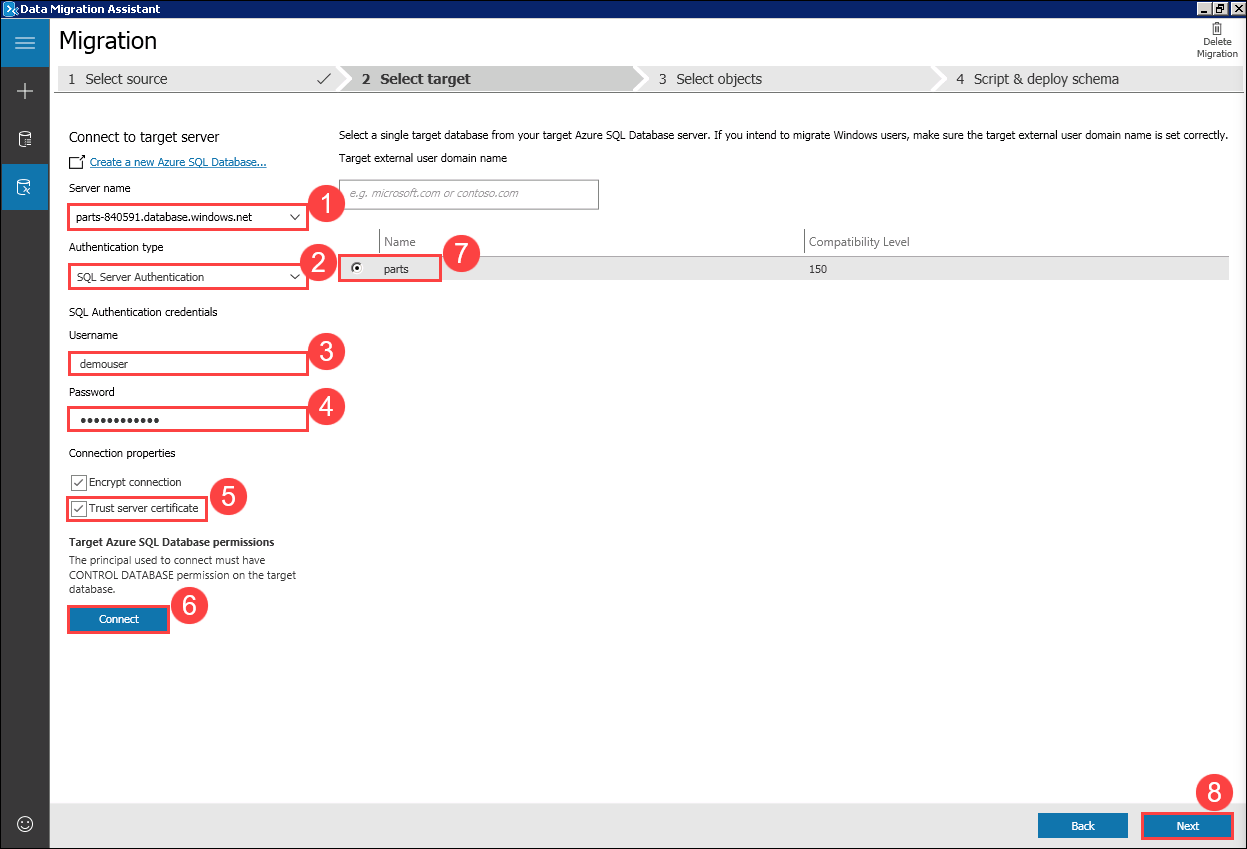 Data Migration Assistant
Migration
Delete
Migration
1 Select source
2 Select target
3 Select objects
4 Script & deploy schema
Connect to target server
Create a new Azure SQL Database...
Server name
parts-840591.database.windows.net
1
Authentication type
SQL Server Authentication
2
SQL Authentication credentials
Username
demouser
3
Password
●●●●●●●●●●●●
4
Connection properties
Encrypt connection
Trust server certificate
5
Target Azure SQL Database permissions
The principal used to connect must have
CONTROL DATABASE permission on the target
database.
Connect
6
Select a single target database from your target Azure SQL Database server. If you intend to migrate Windows users, make sure the target external user domain name is set correctly.
Target external user domain name
e.g. microsoft.com or contoso.com
Name
Compatibility Level
7
parts
150
8
Back
Next